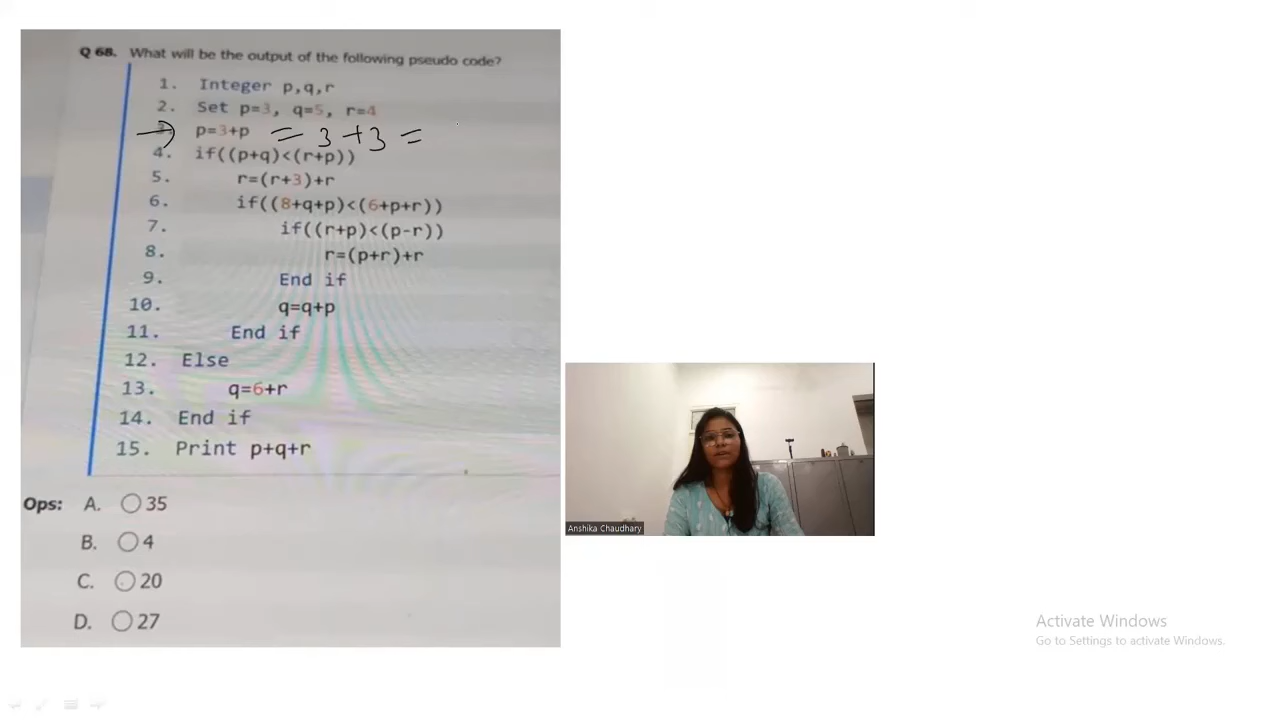 Q 68. What will be the output of the following pseudo code?
1. Integer p,q,r
2. Set p=3, q=5, r=4
3. p=3+p = 3 + 3 =
4. if((p+q)<(r+p))
5. r=(r+3)+r
6. if((8+q+p)<(6+p+r))
7. if((r+p)<(p-r))
8. r=(p+r)+r
9. End if
10. q=q+p
11. End if
12. Else
13. q=6+r
14. End if
15. Print p+q+r
Ops: A. 35
B. 4
C. 20
D. 27
Anshika Chaudhary
Activate Windows
Go to Settings to activate Windows.